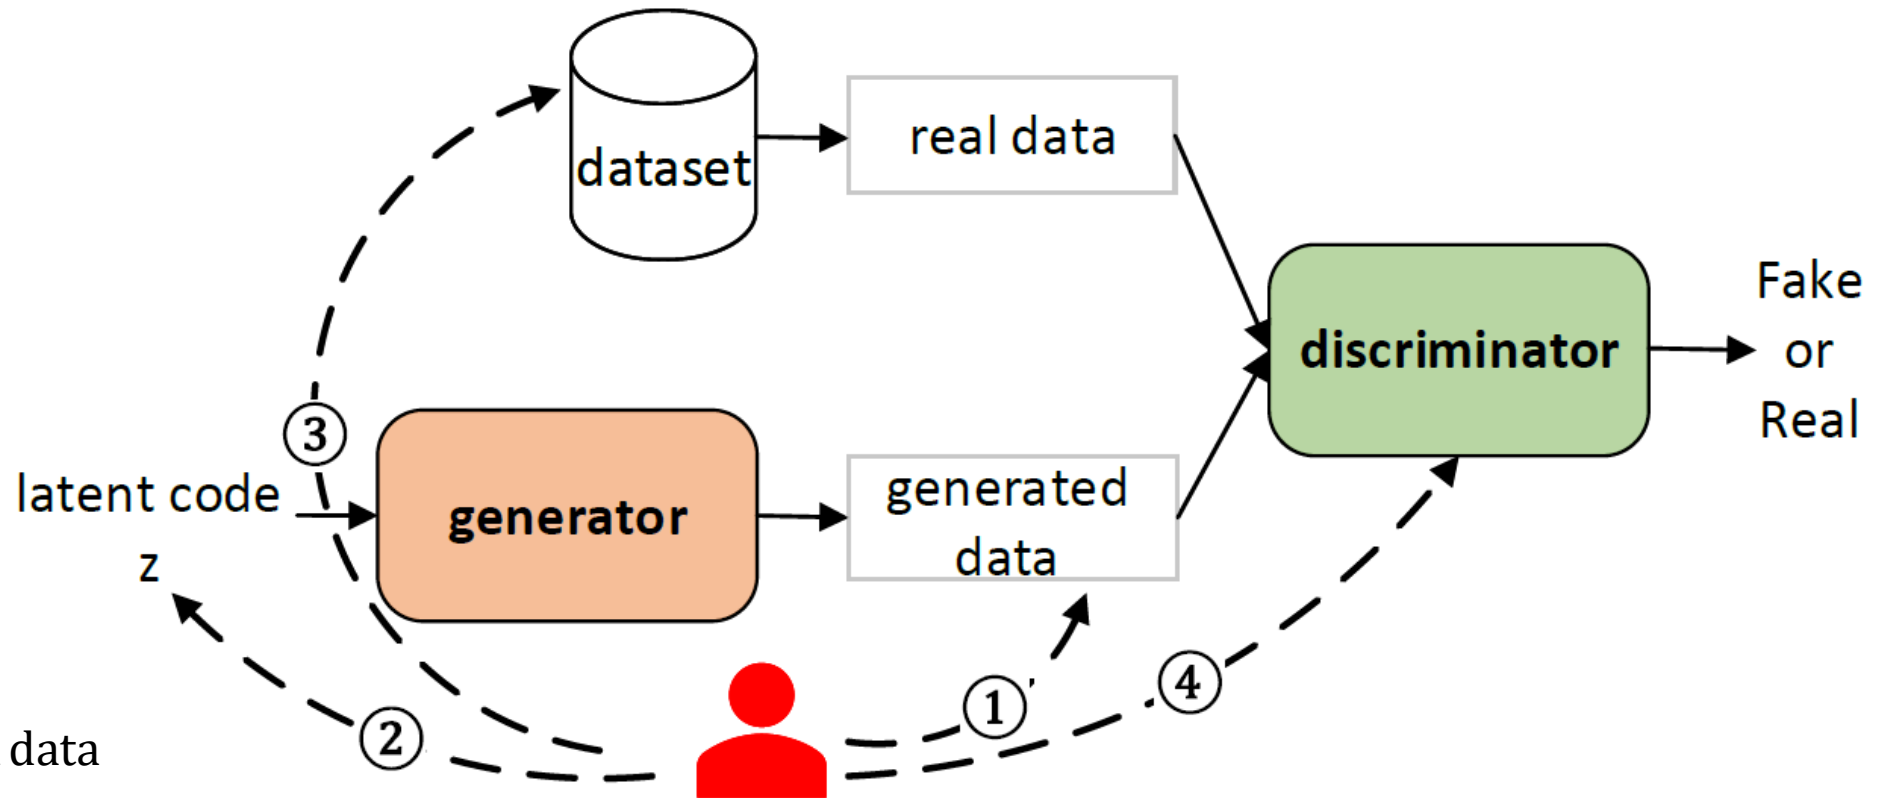 dataset
real data
Fake
or
Real
discriminator
3
latent code
z
generator
generated
data
4
1
2
data